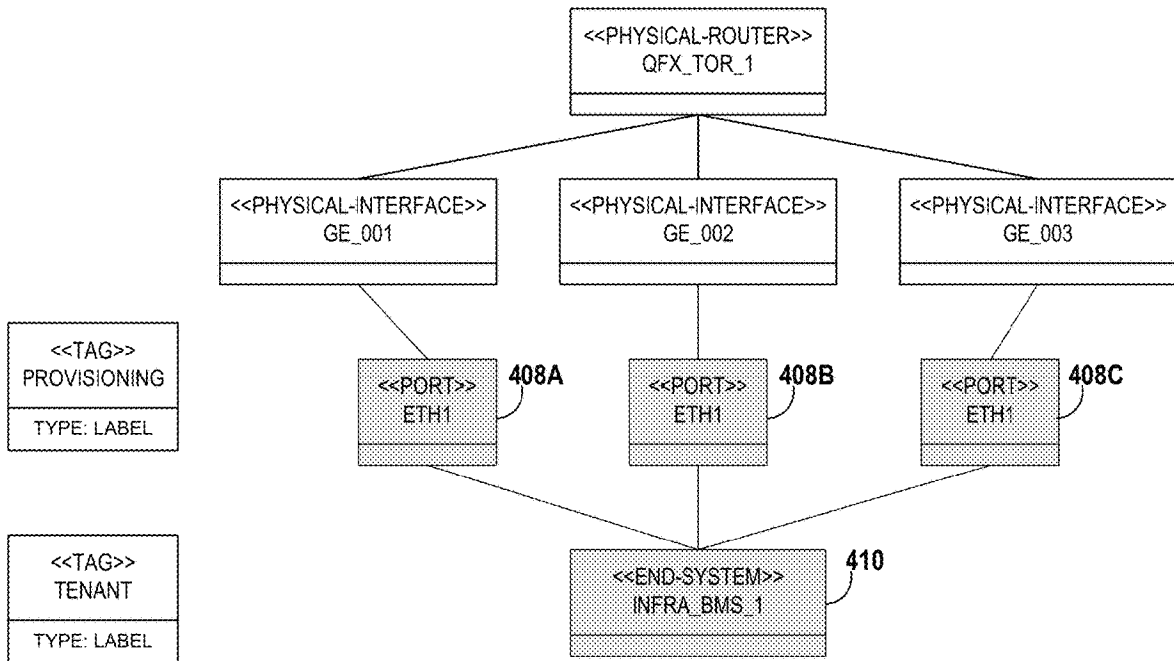 <<PHYSICAL-ROUTER>>
QFX_TOR_1
<<PHYSICAL-INTERFACE>>
GE_001
<<PHYSICAL-INTERFACE>>
GE_002
<<PHYSICAL-INTERFACE>>
GE_003
<<TAG>>
PROVISIONING
TYPE: LABEL
<<PORT>>
ETH1
408A
<<PORT>>
ETH1
408B
<<PORT>>
ETH1
408C
<<TAG>>
TENANT
TYPE: LABEL
<<END-SYSTEM>>
INFRA_BMS_1
410